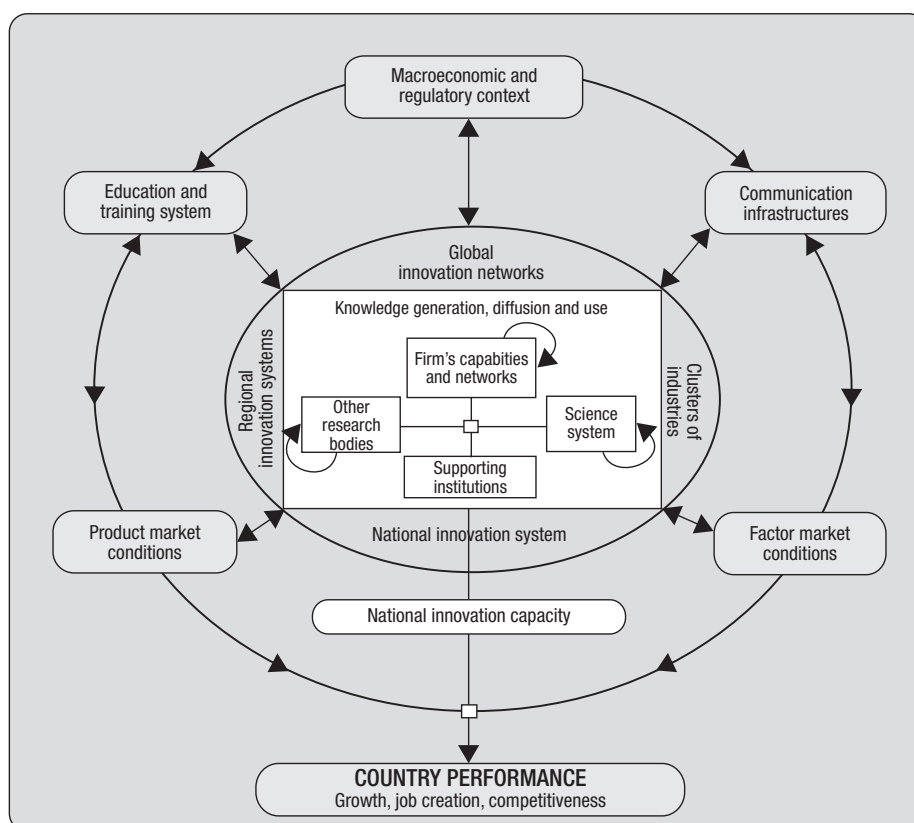 Macroeconomic and
regulatory context
Education and
training system
Communication
infrastructures
Global
innovation networks
Knowledge generation, diffusion and use
Firm's capabities
and networks
Regional
innovation systems
Clusters of
industries
Other
research
bodies
Science
system
Supporting
institutions
Product market
conditions
National innovation system
Factor market
conditions
National innovation capacity
COUNTRY PERFORMANCE
Growth, job creation, competitiveness